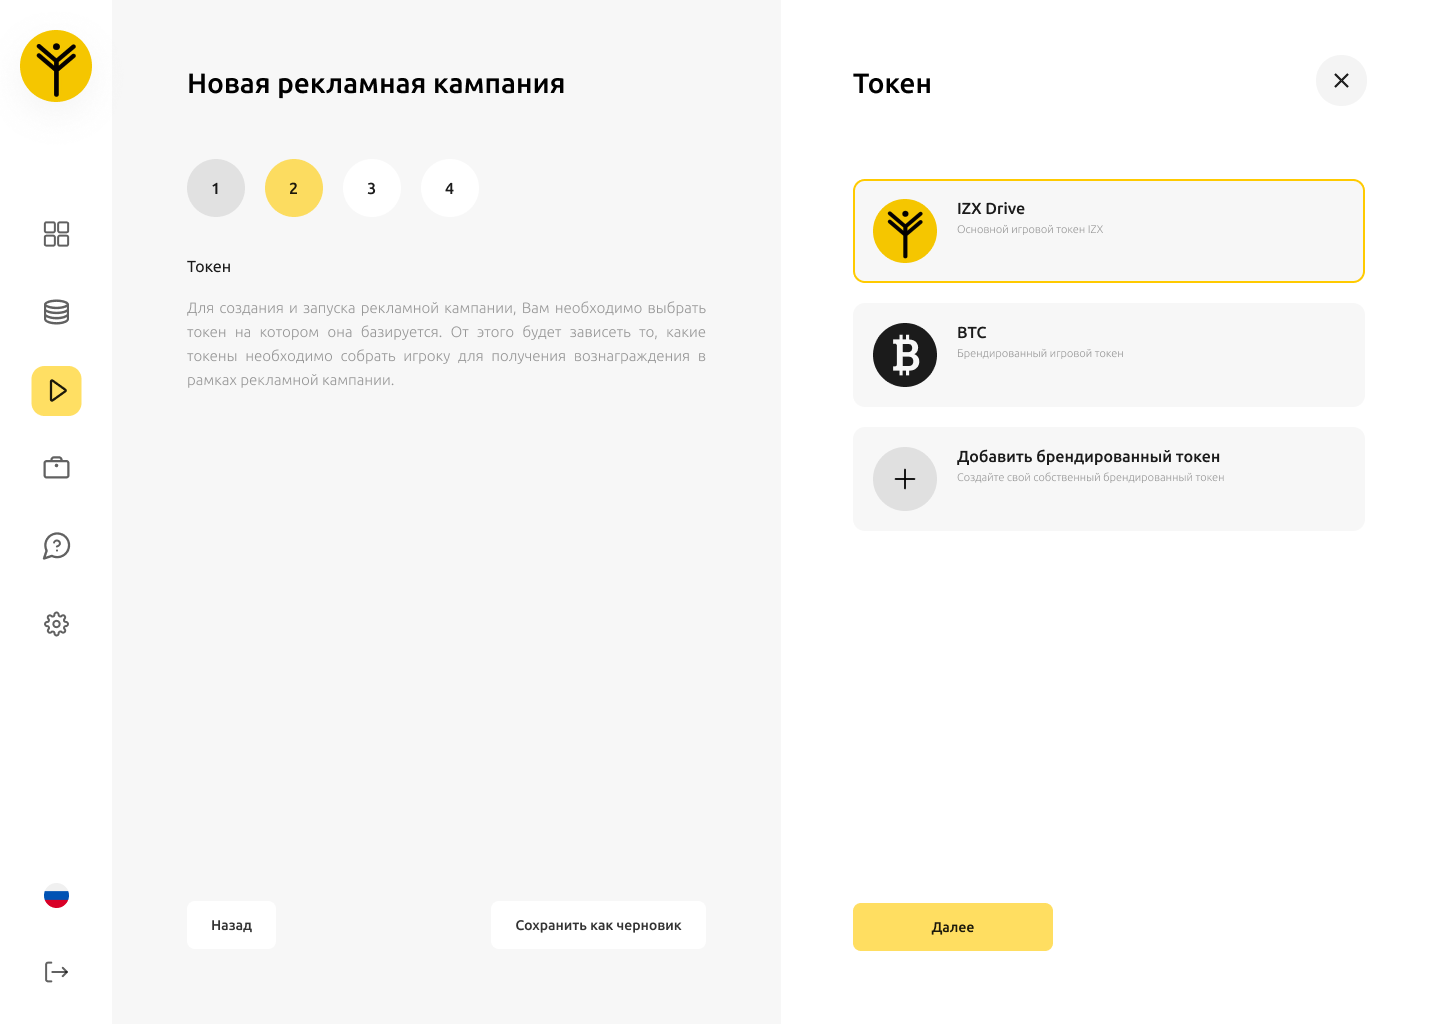 Новая рекламная кампания
1 2 3 4
Токен
Для создания и запуска рекламной кампании, Вам необходимо выбрать
токен на котором она базируется. От этого будет зависеть то, какие
токены необходимо собрать игроку для получения вознаграждения в
рамках рекламной кампании.
Назад
Сохранить как черновик
Токен
IZX Drive
Основной игровой токен IZX
BTC
Брендированный игровой токен
Добавить брендированный токен
Создайте свой собственный брендированный токен
Далее